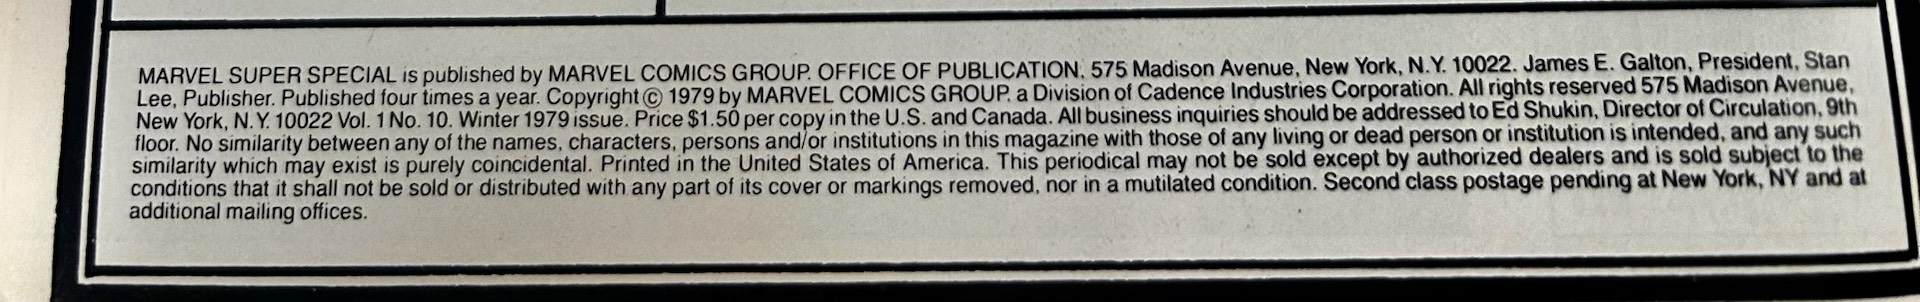 MARVEL SUPER SPECIAL is published by MARVEL COMICS GROUP. OFFICE OF PUBLICATION. 575 Madison Avenue, New York, N.Y. 10022. James E. Galton, President, Stan
Lee, Publisher. Published four times a year. Copyright © 1979 by MARVEL COMICS GROUP. a Division of Cadence Industries Corporation. All rights reserved 575 Madison Avenue,
New York, N.Y. 10022 Vol. 1 No. 10. Winter 1979 issue. Price $1.50 per copy in the U.S. and Canada. All business inquiries should be addressed to Ed Shukin, Director of Circulation, 9th
floor. No similarity between any of the names, characters, persons and/or institutions in this magazine with those of any living or dead person or institution is intended, and any such
similarity which may exist is purely coincidental. Printed in the United States of America. This periodical may not be sold except by authorized dealers and is sold subject to the
conditions that it shall not be sold or distributed with any part of its cover or markings removed, nor in a mutilated condition. Second class postage pending at New York, NY and at
additional mailing offices.